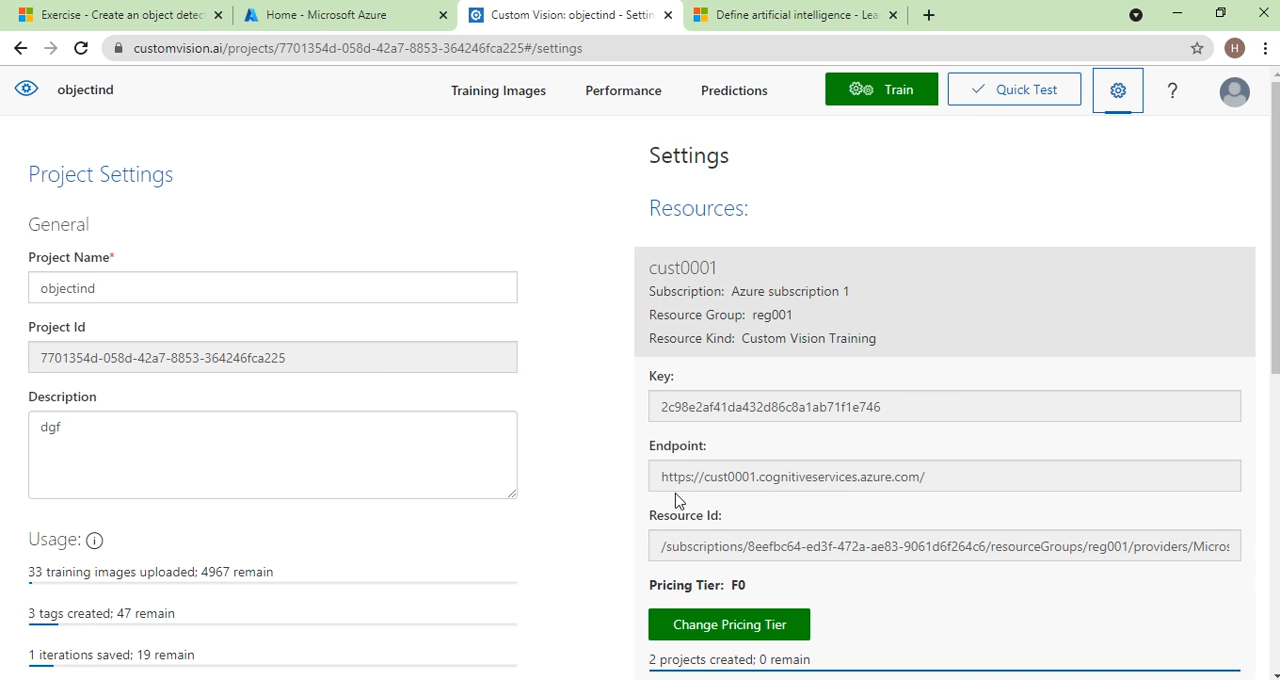 Exercise - Create an object detec
Home - Microsoft Azure
Custom Vision: objectind - Settin
Define artificial intelligence - Lea
customvision.ai/projects/7701354d-058d-42a7-8853-364246fca225#/settings
H
objectind
Training Images
Performance
Predictions
Train
Quick Test
?
Project Settings
General
Project Name*
objectind
Project Id
7701354d-058d-42a7-8853-364246fca225
Description
dgf
Usage:
33 training images uploaded; 4967 remain
3 tags created; 47 remain
1 iterations saved; 19 remain
Settings
Resources:
cust0001
Subscription: Azure subscription 1
Resource Group: reg001
Resource Kind: Custom Vision Training
Key:
2c98e2af41da432d86c8a1ab71f1e746
Endpoint:
https://cust0001.cognitiveservices.azure.com/
Resource Id:
/subscriptions/8eefbc64-ed3f-472a-ae83-9061d6f264c6/resourceGroups/reg001/providers/Micros
Pricing Tier: F0
Change Pricing Tier
2 projects created; 0 remain